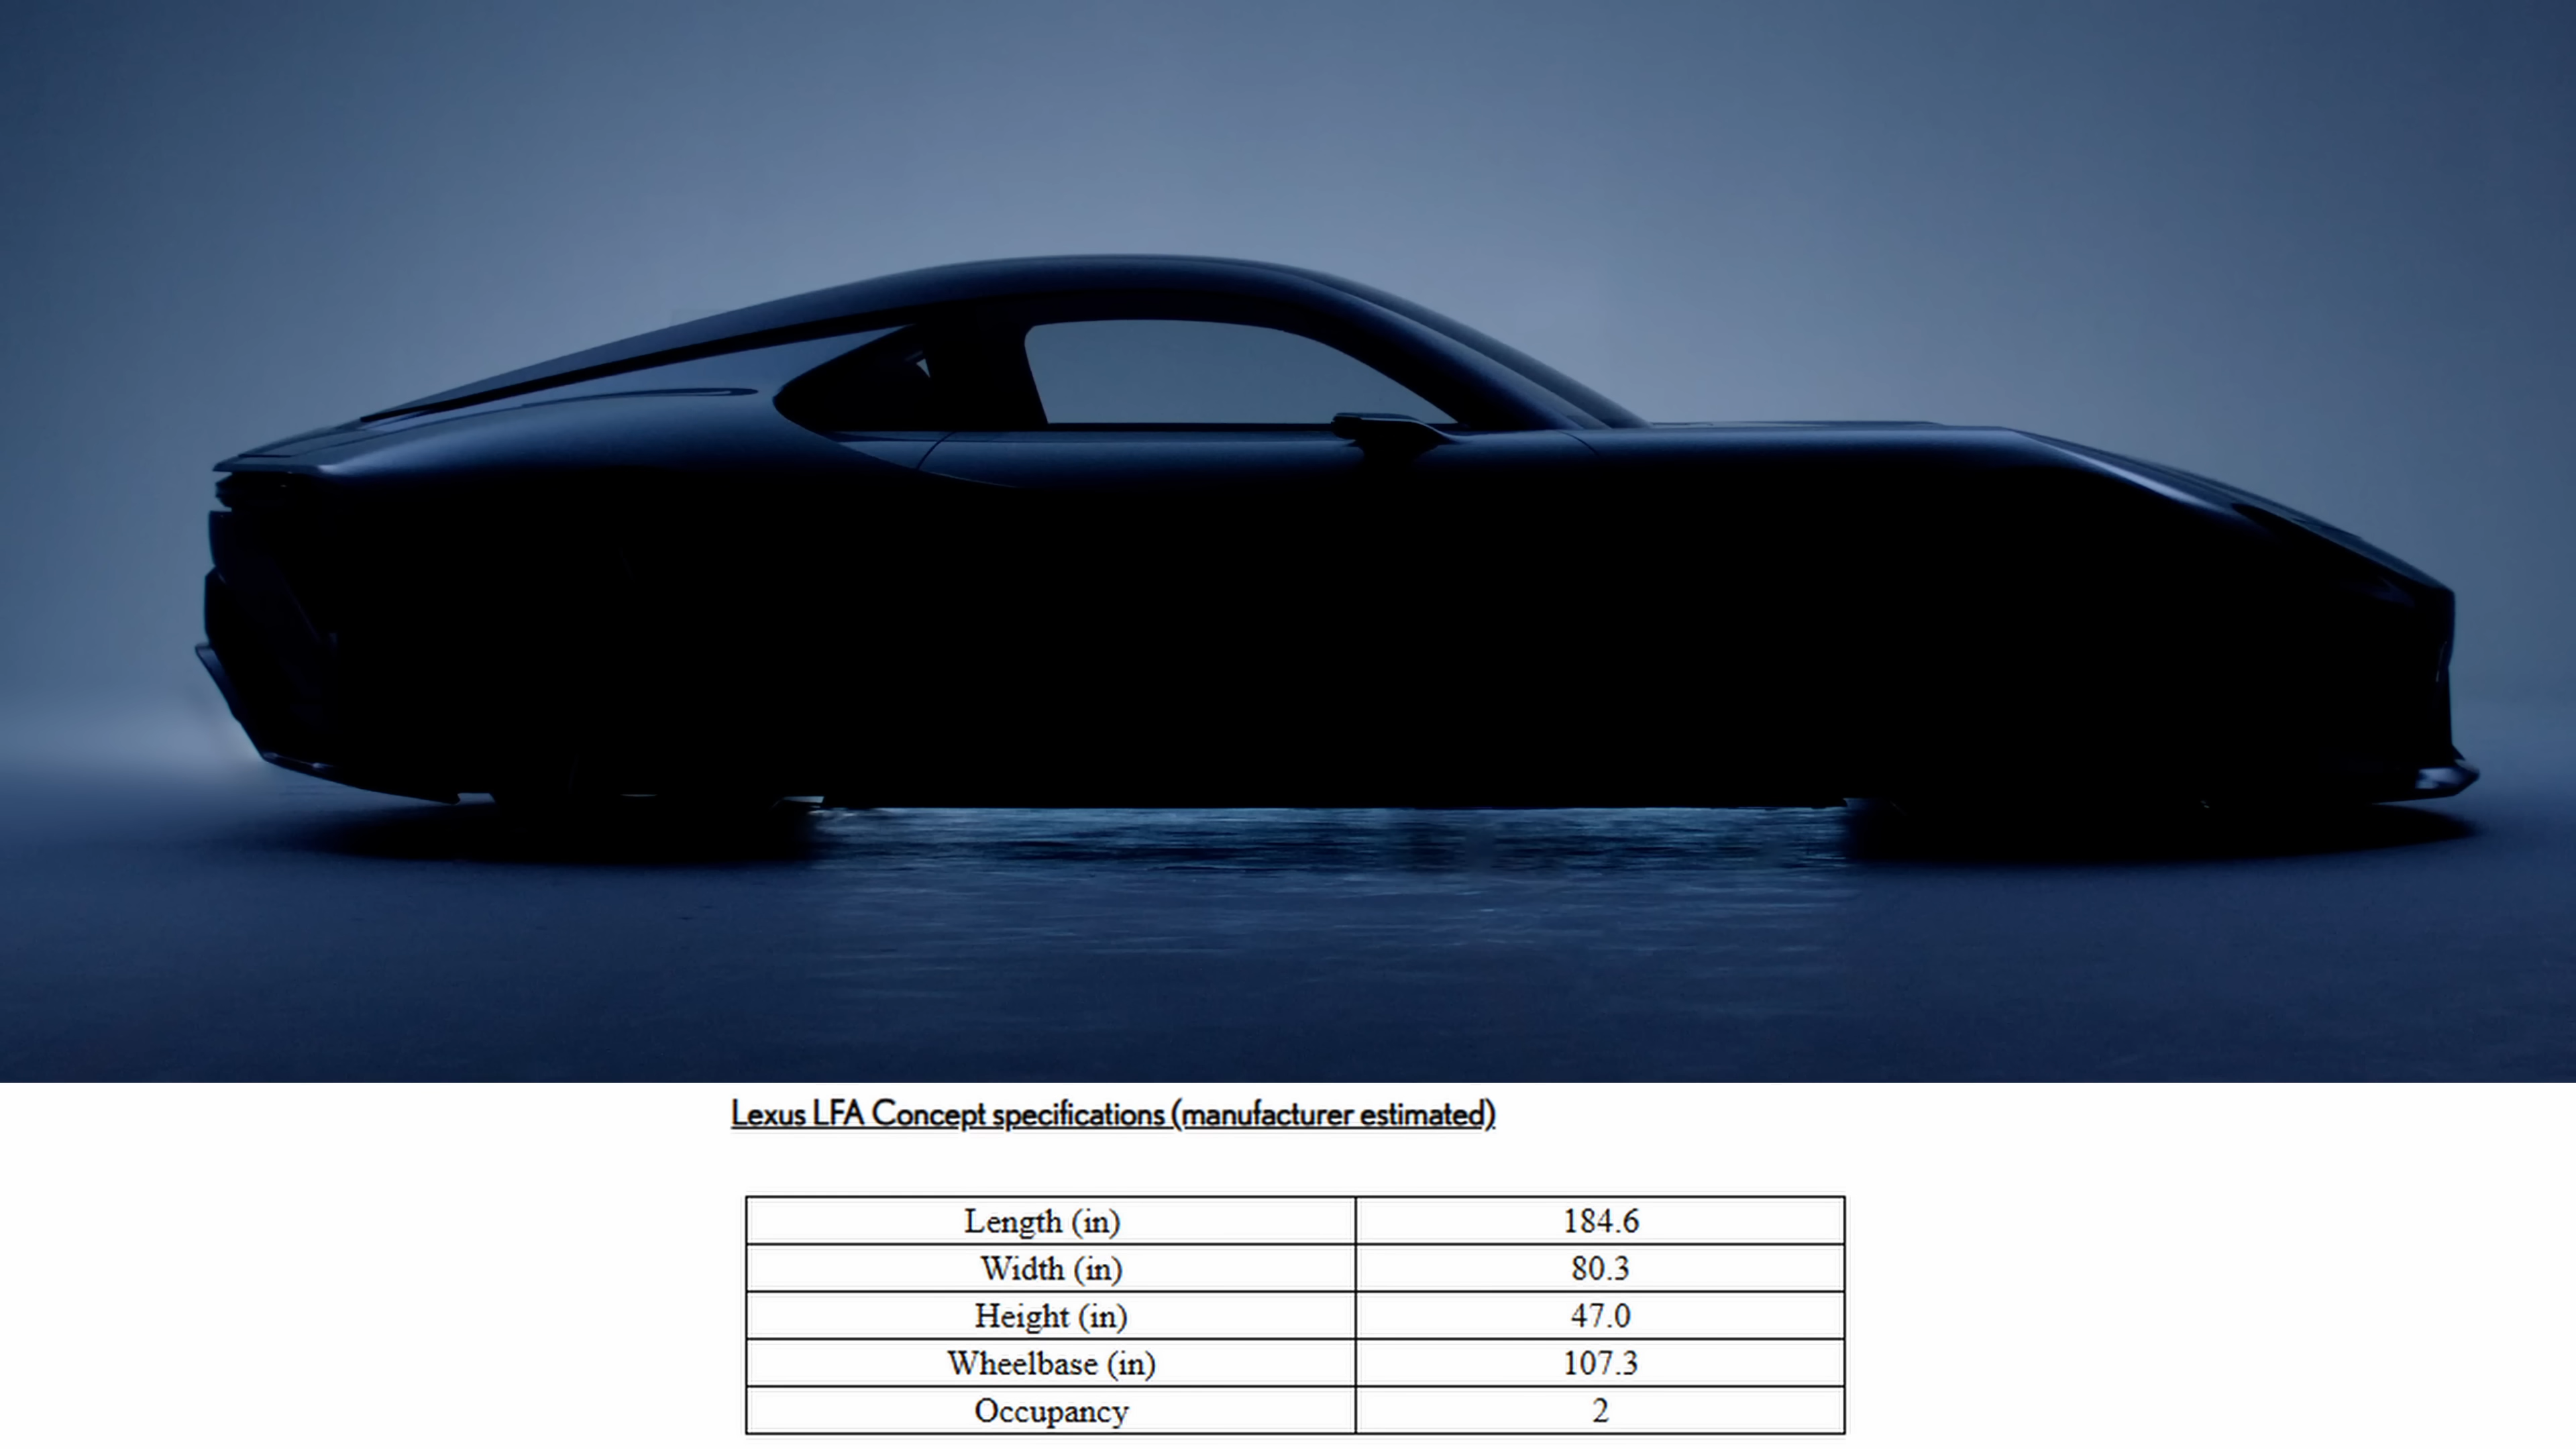 Lexus LFA Concept specifications (manufacturer estimated)
Length (in) 184.6
Width (in) 80.3
Height (in) 47.0
Wheelbase (in) 107.3
Occupancy 2